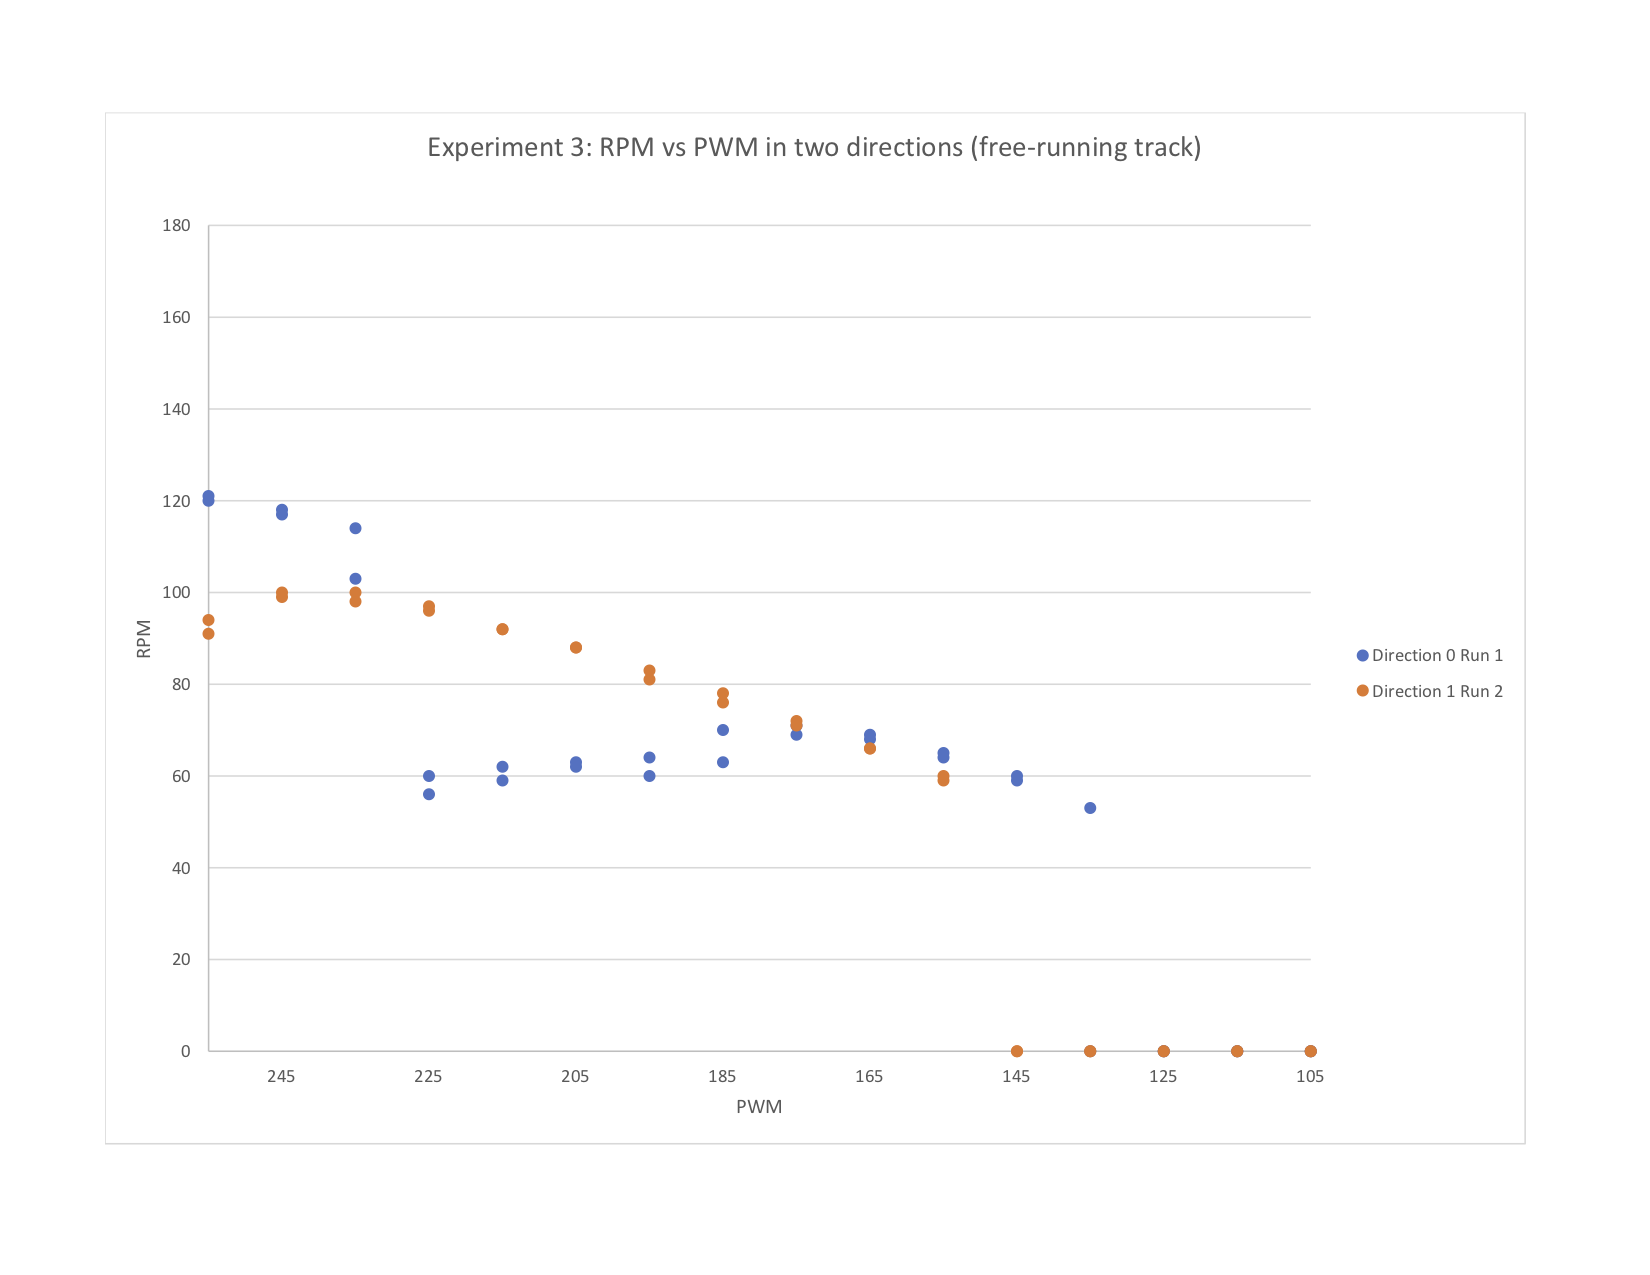 Experiment 3: RPM vs PWM in two directions (free-running track)
180
160
140
120
100
80
60
40
20
0
RPM
245 225 205 185 165 145 125 105
PWM
Direction 0 Run 1
Direction 1 Run 2